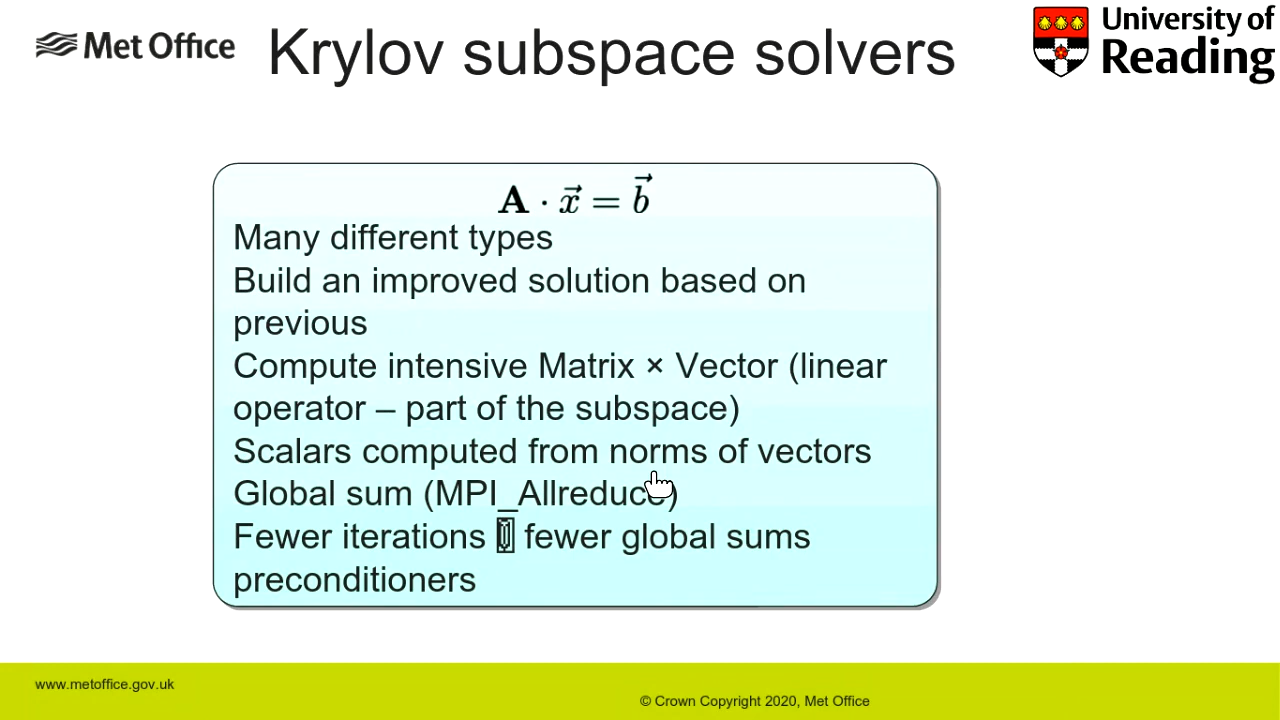 Met Office
Krylov subspace solvers
University of
Reading
A · x⃗ = b⃗
Many different types
Build an improved solution based on
previous
Compute intensive Matrix × Vector (linear
operator – part of the subspace)
Scalars computed from norms of vectors
Global sum (MPI_Allreduce)
Fewer iterations fewer global sums
preconditioners
www.metoffice.gov.uk
© Crown Copyright 2020, Met Office